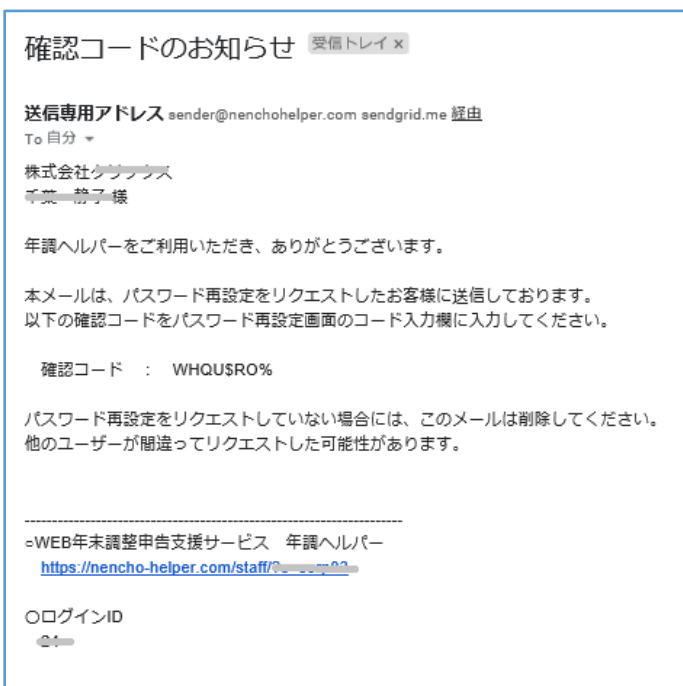 確認コードのお知らせ 受信トレイ x
送信専用アドレス sender@nenchohelper.com sendgrid.me 経由
To 自分
株式会社
様
年調ヘルパーをご利用いただき、ありがとうございます。
本メールは、パスワード再設定をリクエストしたお客様に送信しております。
以下の確認コードをパスワード再設定画面のコード入力欄に入力してください。
確認コード : WHQU$RO%
パスワード再設定をリクエストしていない場合には、このメールは削除してください。
他のユーザーが間違ってリクエストした可能性があります。
----------------------------------------------------------------------
○WEB年末調整申告支援サービス 年調ヘルパー
https://nencho-helper.com/staff/
○ログインID